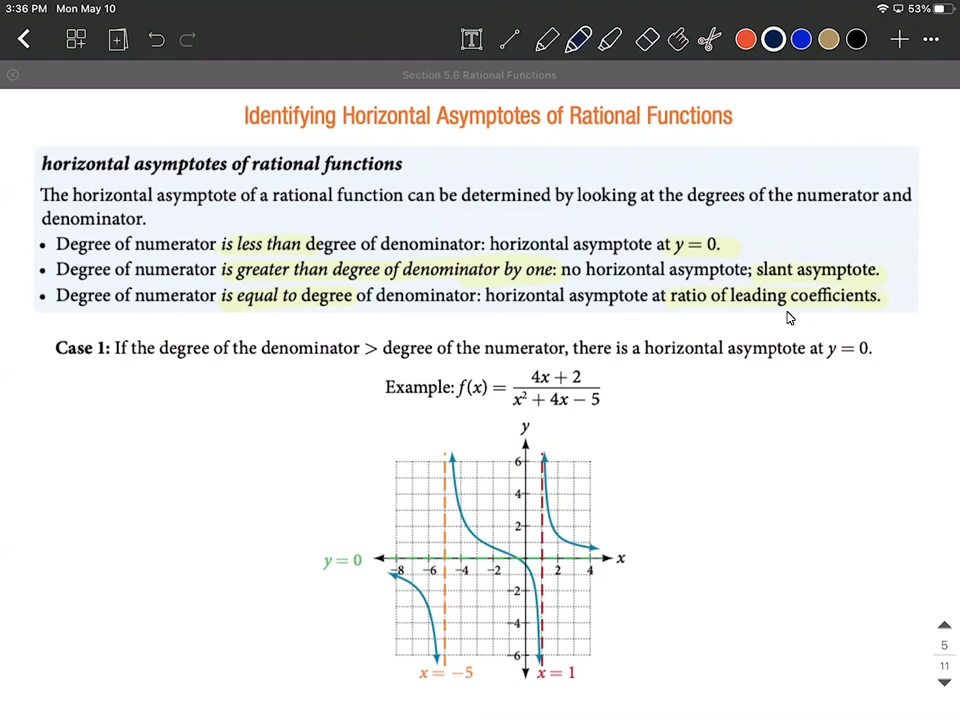 3:36 PM Mon May 10
53%
Section 5.6 Rational Functions
Identifying Horizontal Asymptotes of Rational Functions
horizontal asymptotes of rational functions
The horizontal asymptote of a rational function can be determined by looking at the degrees of the numerator and
denominator.
• Degree of numerator is less than degree of denominator: horizontal asymptote at y = 0.
• Degree of numerator is greater than degree of denominator by one: no horizontal asymptote; slant asymptote.
• Degree of numerator is equal to degree of denominator: horizontal asymptote at ratio of leading coefficients.
Case 1: If the degree of the denominator > degree of the numerator, there is a horizontal asymptote at y = 0.
Example: f(x) = (4x + 2)/(x² + 4x − 5)
y
6
4
2
y = 0
x
−8 −6 −4 −2 2 4
−2
−4
−6
x = −5
x = 1
5
11